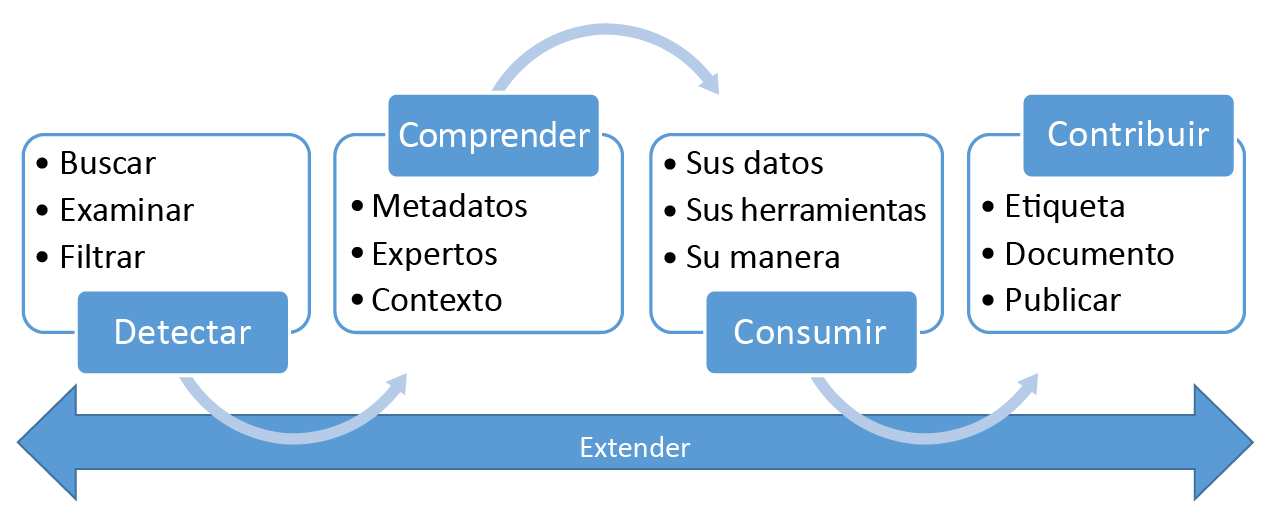 • Buscar
• Examinar
• Filtrar
Detectar
Comprender
• Metadatos
• Expertos
• Contexto
• Sus datos
• Sus herramientas
• Su manera
Consumir
Contribuir
• Etiqueta
• Documento
• Publicar
Extender